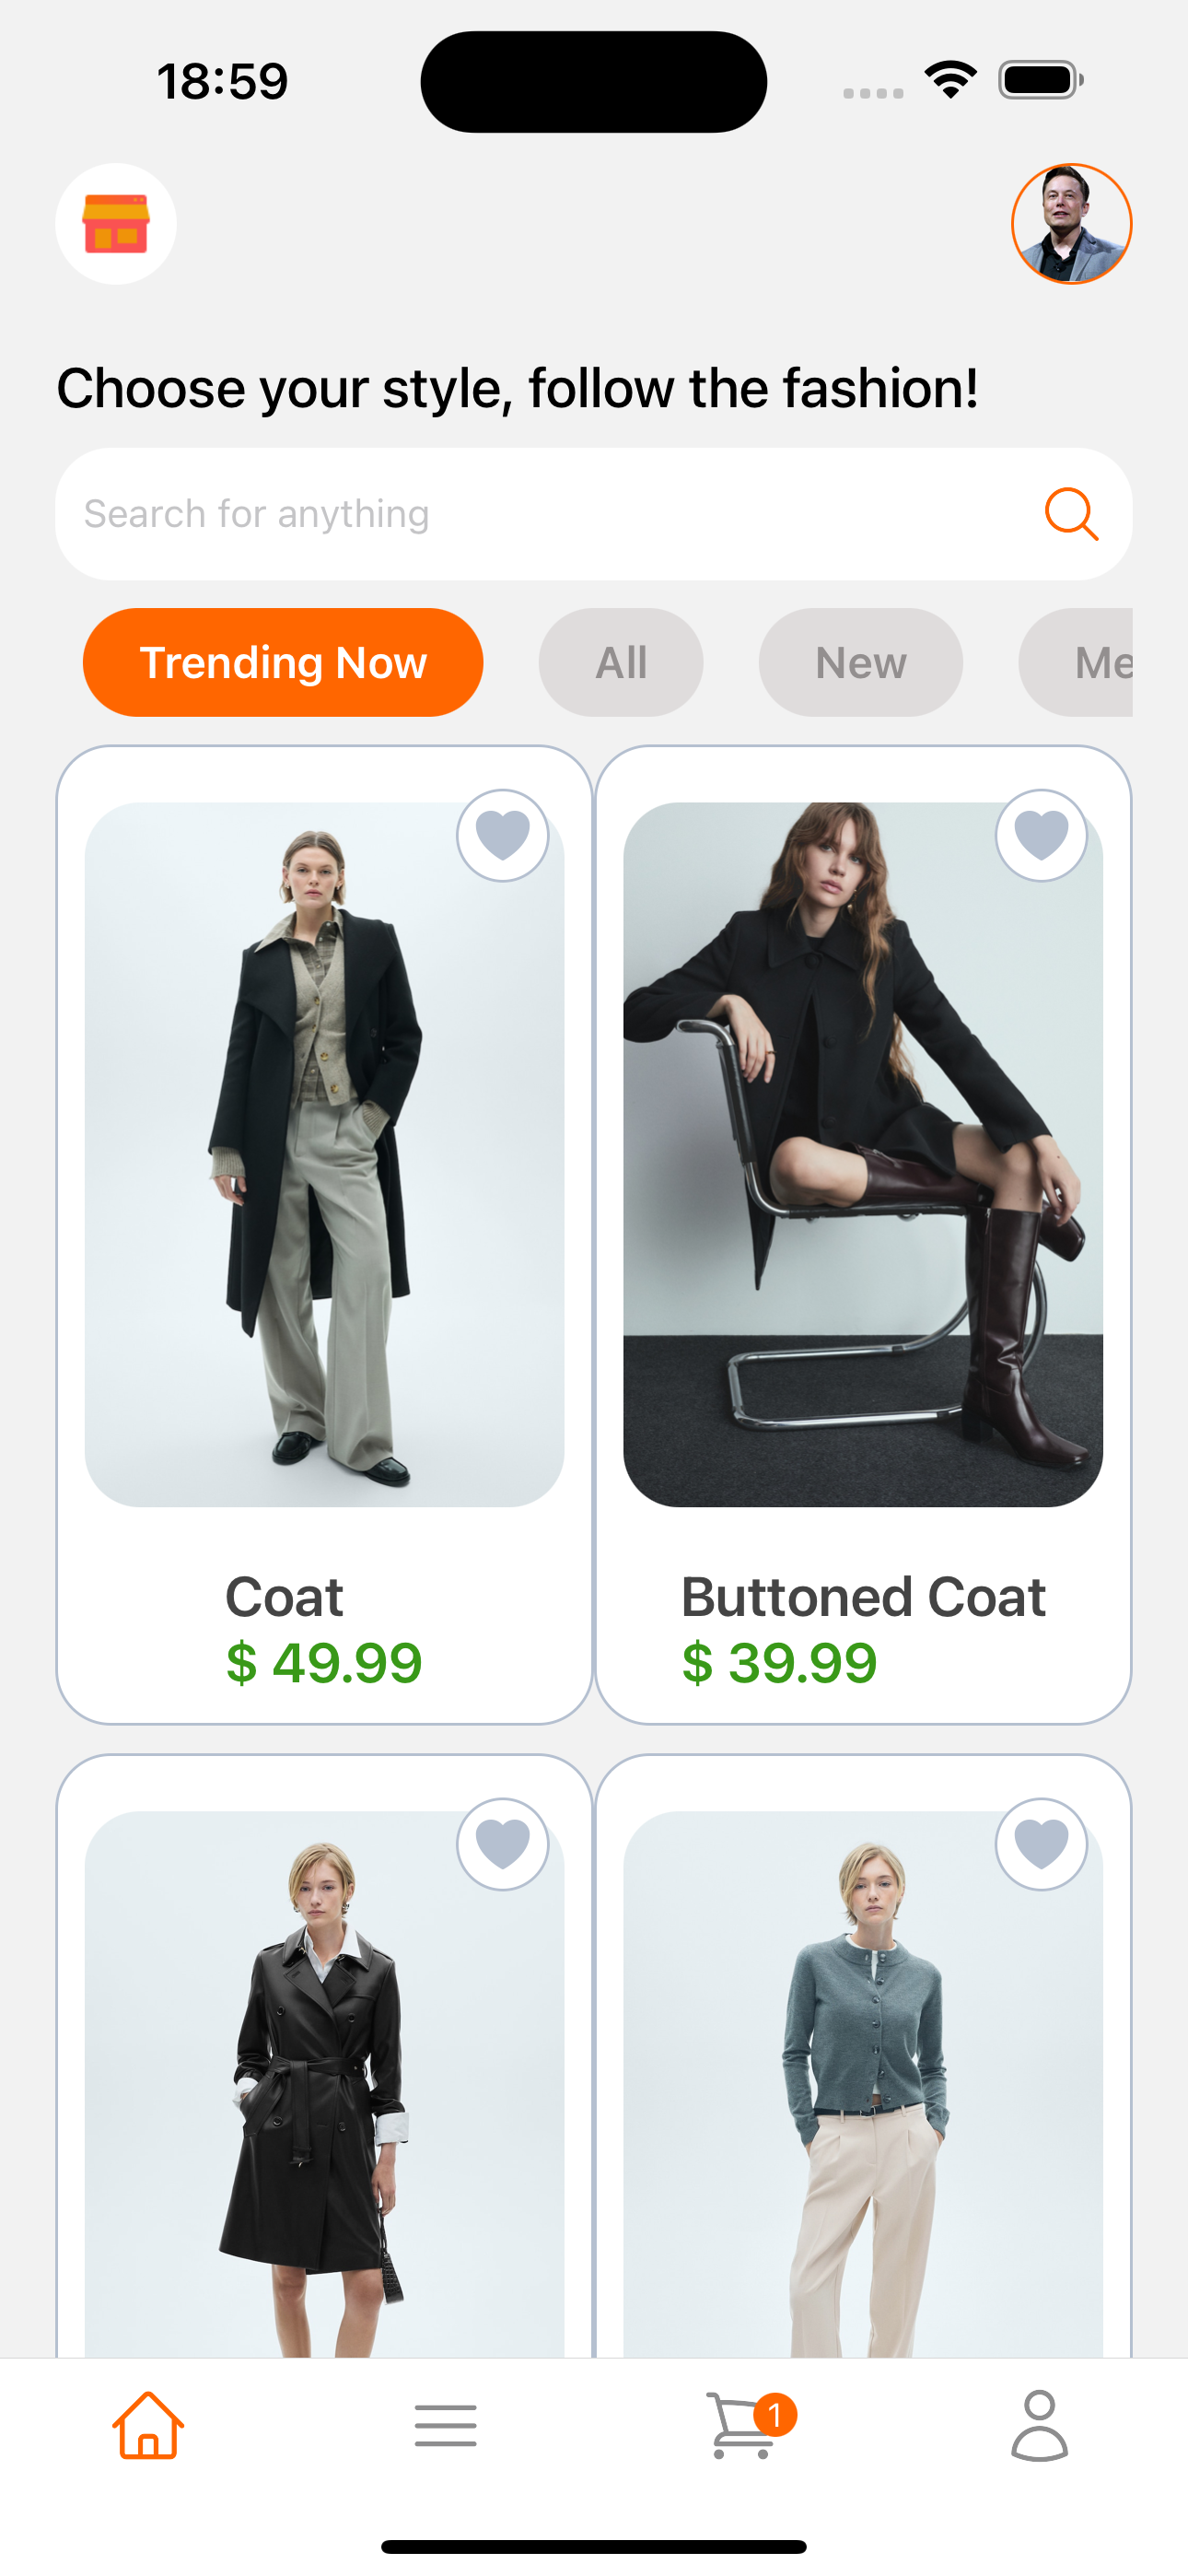 18:59
Choose your style, follow the fashion!
Search for anything
Trending Now All New Me
Coat Buttoned Coat
$ 49.99 $ 39.99
1